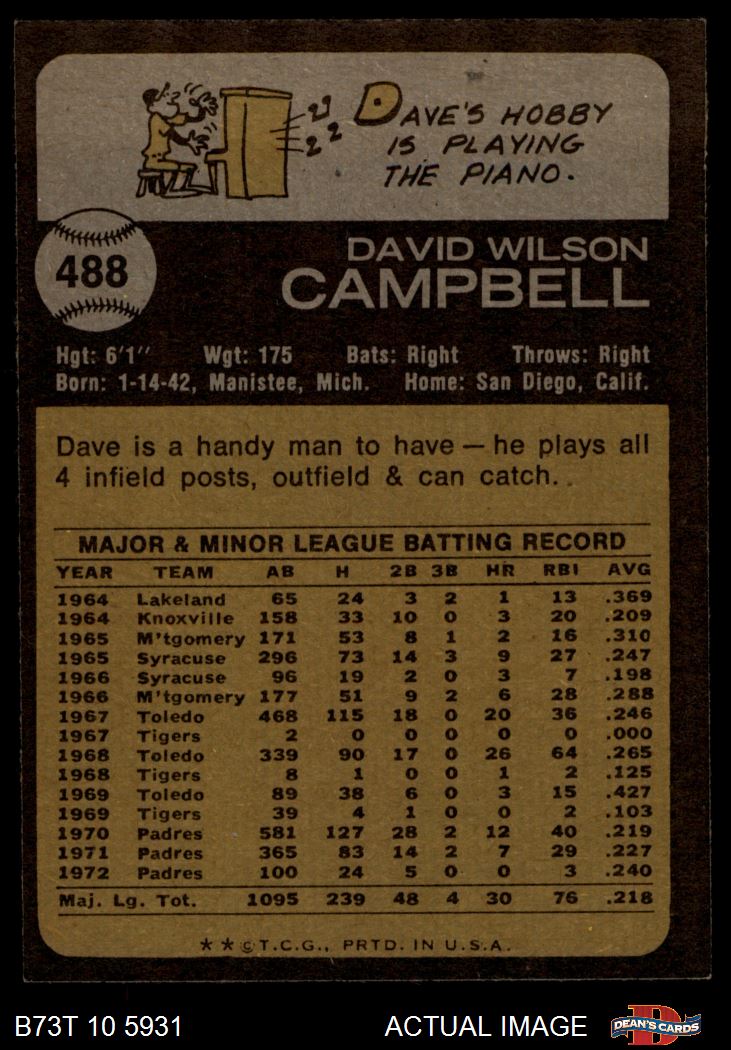 DAVE'S HOBBY
IS PLAYING
THE PIANO.
488
DAVID WILSON
CAMPBELL
Hgt: 6'1" Wgt: 175 Bats: Right Throws: Right
Born: 1-14-42, Manistee, Mich. Home: San Diego, Calif.
Dave is a handy man to have — he plays all
4 infield posts, outfield & can catch.
MAJOR & MINOR LEAGUE BATTING RECORD
YEAR TEAM AB H 2B 3B HR RBI AVG
1964 Lakeland 65 24 3 2 1 13 .369
1964 Knoxville 158 33 10 0 3 20 .209
1965 M'tgomery 171 53 8 1 2 16 .310
1965 Syracuse 296 73 14 3 9 27 .247
1966 Syracuse 96 19 2 0 3 7 .198
1966 M'tgomery 177 51 9 2 6 28 .288
1967 Toledo 468 115 18 0 20 36 .246
1967 Tigers 2 0 0 0 0 0 .000
1968 Toledo 339 90 17 0 26 64 .265
1968 Tigers 8 1 0 0 1 2 .125
1969 Toledo 89 38 6 0 3 15 .427
1969 Tigers 39 4 1 0 0 2 .103
1970 Padres 581 127 28 2 12 40 .219
1971 Padres 365 83 14 2 7 29 .227
1972 Padres 100 24 5 0 0 3 .240
Maj. Lg. Tot. 1095 239 48 4 30 76 .218
★★©T.C.G., PRTD. IN U.S.A.
B73T 10 5931 ACTUAL IMAGE D DEAN'S CARDS